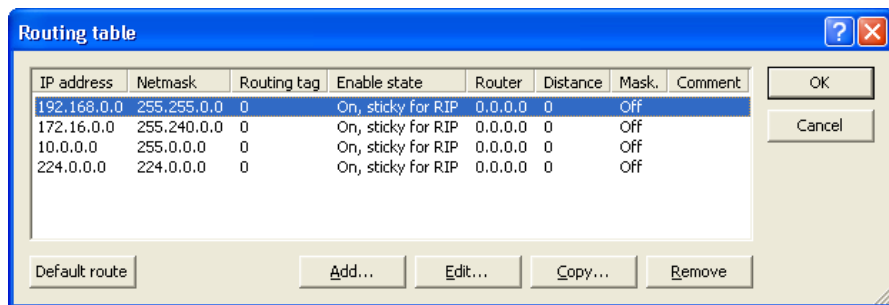 Routing table
IP address Netmask Routing tag Enable state Router Distance Mask. Comment
192.168.0.0 255.255.0.0 0 On, sticky for RIP 0.0.0.0 0 Off
172.16.0.0 255.240.0.0 0 On, sticky for RIP 0.0.0.0 0 Off
10.0.0.0 255.0.0.0 0 On, sticky for RIP 0.0.0.0 0 Off
224.0.0.0 224.0.0.0 0 On, sticky for RIP 0.0.0.0 0 Off
OK
Cancel
Default route Add... Edit... Copy... Remove